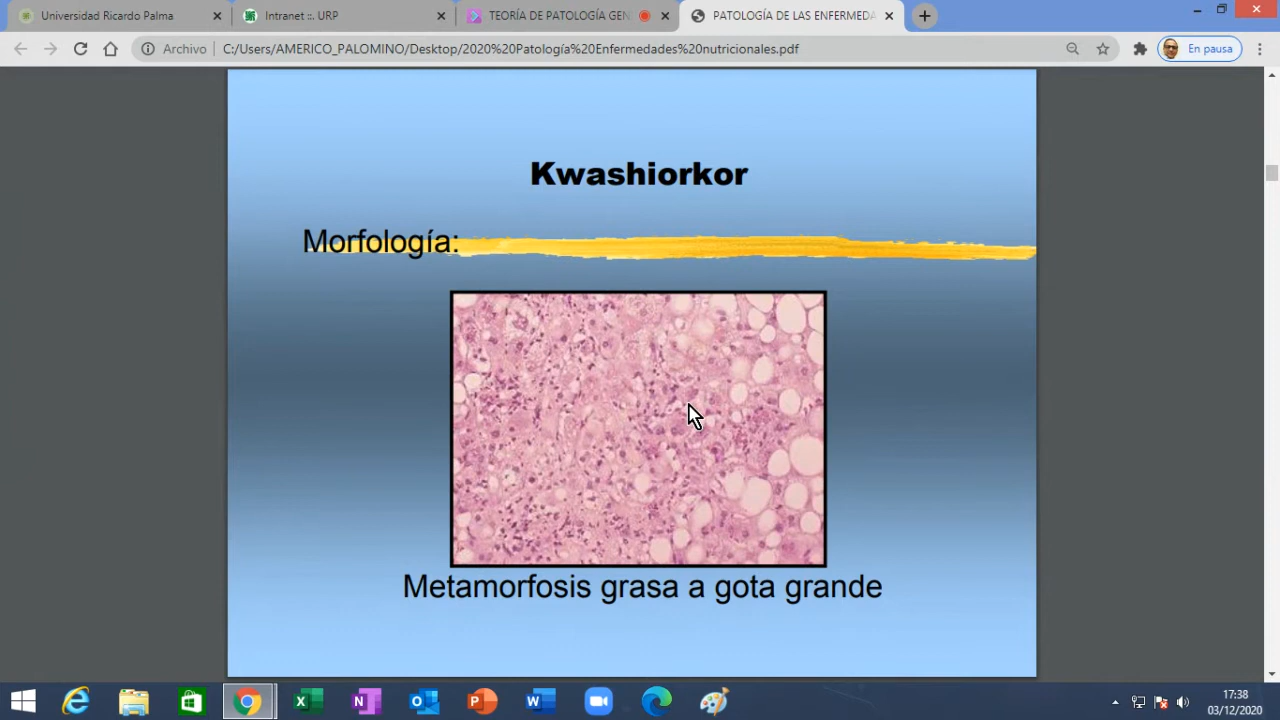 Universidad Ricardo Palma
Intranet ::. URP
TEORÍA DE PATOLOGÍA GEN
PATOLOGÍA DE LAS ENFERMEDA
Archivo
C:/Users/AMERICO_PALOMINO/Desktop/2020%20Patología%20Enfermedades%20nutricionales.pdf
En pausa
Kwashiorkor
Morfología:
Metamorfosis grasa a gota grande
17:38
03/12/2020